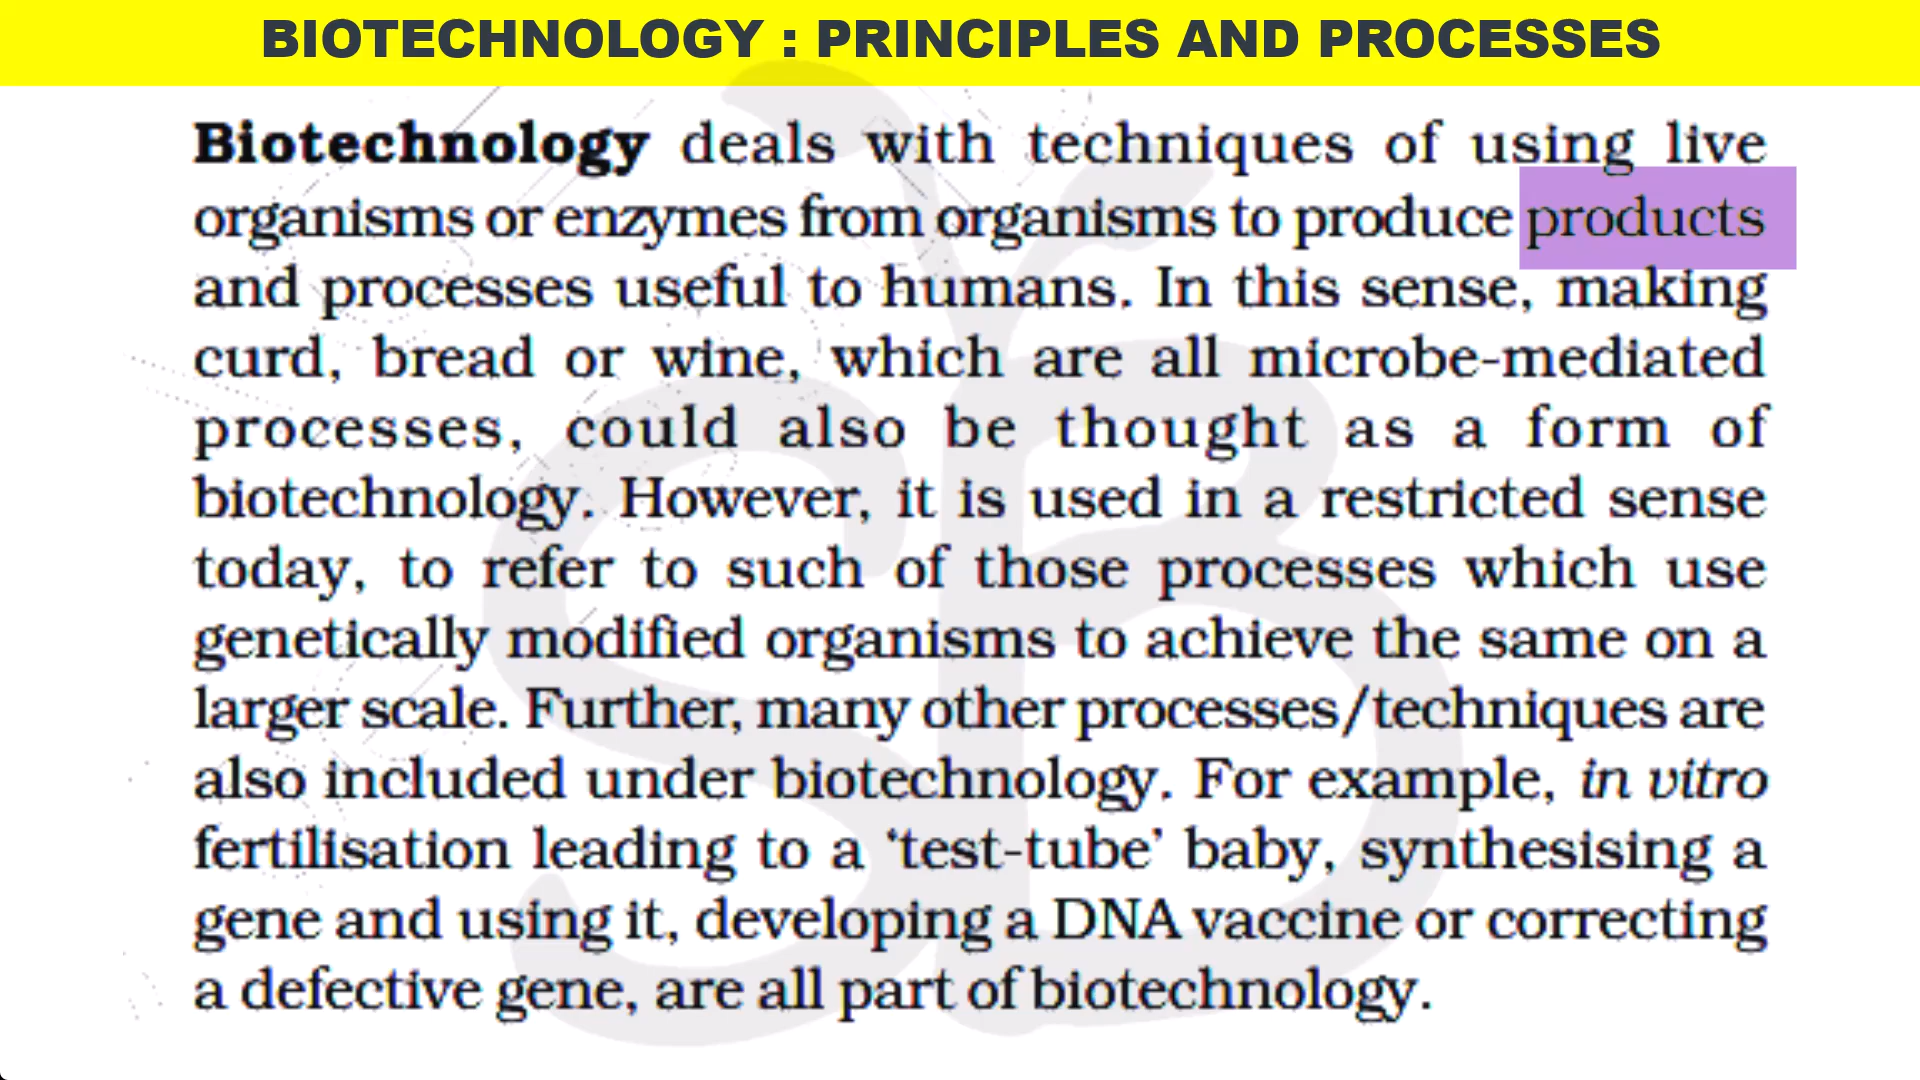 BIOTECHNOLOGY : PRINCIPLES AND PROCESSES
Biotechnology deals with techniques of using live
organisms or enzymes from organisms to produce products
and processes useful to humans. In this sense, making
curd, bread or wine, which are all microbe-mediated
processes, could also be thought as a form of
biotechnology. However, it is used in a restricted sense
today, to refer to such of those processes which use
genetically modified organisms to achieve the same on a
larger scale. Further, many other processes/techniques are
also included under biotechnology. For example, in vitro
fertilisation leading to a ‘test-tube’ baby, synthesising a
gene and using it, developing a DNA vaccine or correcting
a defective gene, are all part of biotechnology.
SB